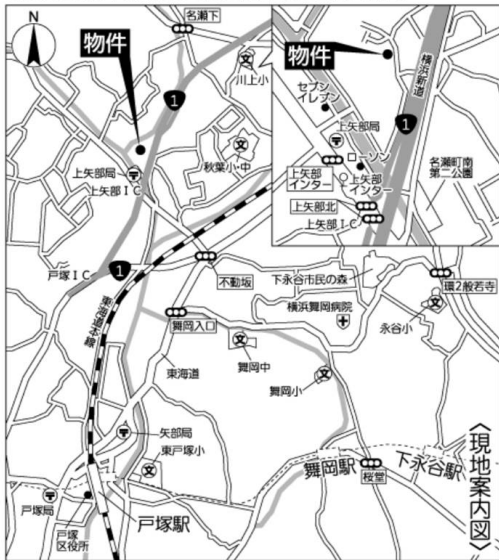 N
名瀬下
物件
川上小
文
1
秋葉小・中
文
上矢部局
上矢部ＩＣ
戸塚ＩＣ
1
東海道本線
不動坂
下永谷市民の森
環2般若寺
舞岡入口
横浜舞岡病院
永谷小
文
東海道
舞岡中
文
舞岡小
文
矢部局
東戸塚小
文
舞岡駅
下永谷駅
桜堂
戸塚局
戸塚駅
戸塚
区役所
〈現地案内図〉
物件
横浜新道
1
セブン
イレブン
上矢部局
ローソン
上矢部
インター
上矢部
インター
名瀬町南
第二公園
上矢部北
上矢部ＩＣ